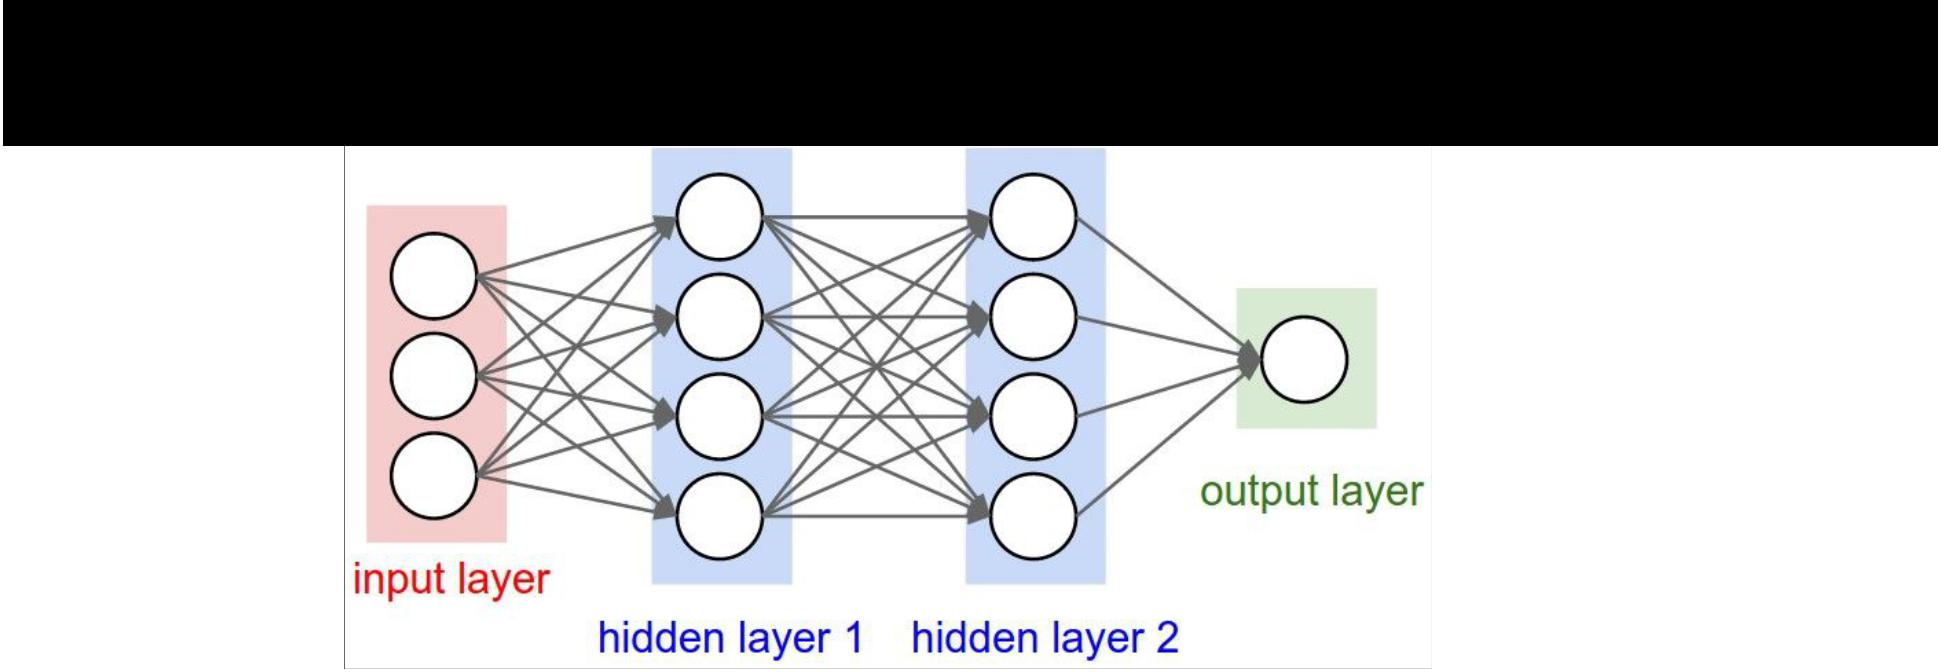 output layer
input layer
hidden layer 1
hidden layer 2